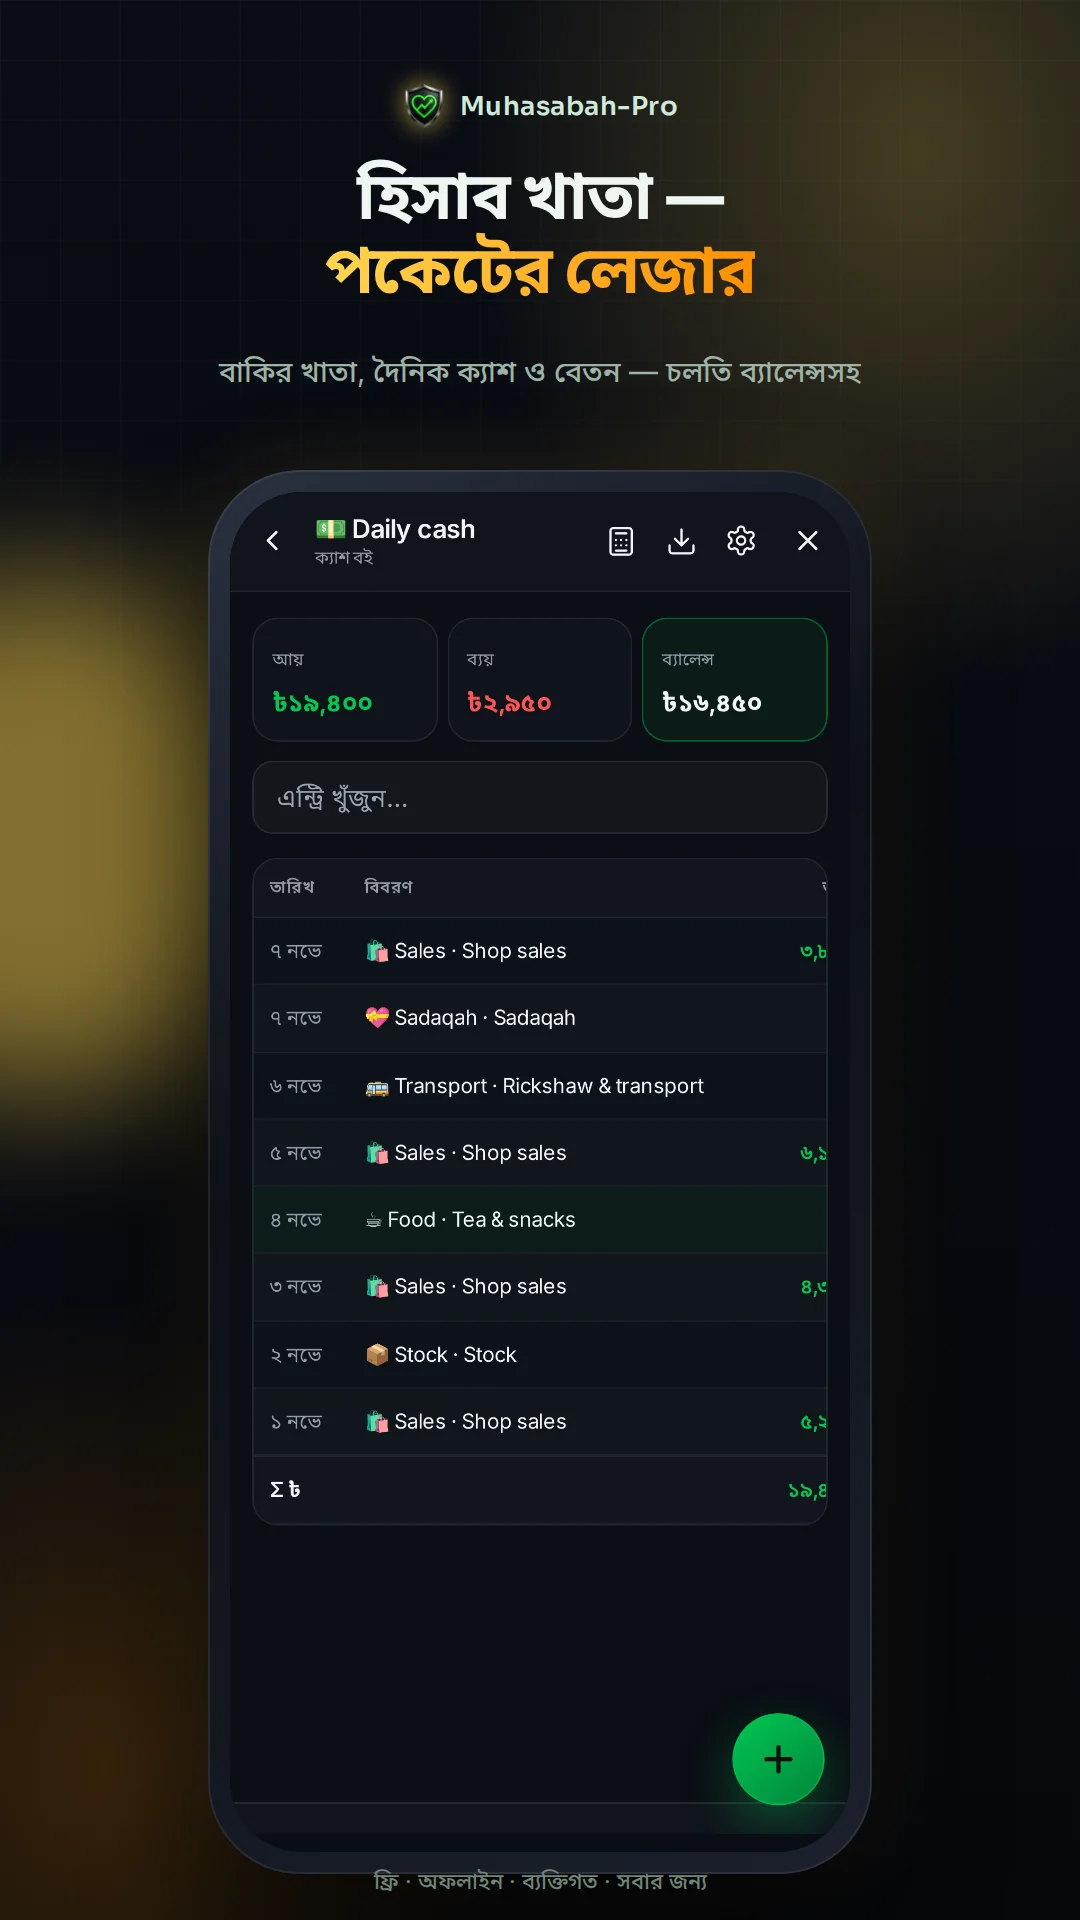 Muhasabah-Pro
হিসাব খাতা —
পকেটের লেজার
বাকির খাতা, দৈনিক ক্যাশ ও বেতন — চলতি ব্যালেন্সসহ
Daily cash
ক্যাশ বই
আয় ব্যয় ব্যালেন্স
৳১৯,৪০০ ৳২,৯৫০ ৳১৬,৪৫০
এন্ট্রি খুঁজুন...
তারিখ বিবরণ
৭ নভে Sales · Shop sales
৭ নভে Sadaqah · Sadaqah
৬ নভে Transport · Rickshaw & transport
৫ নভে Sales · Shop sales
৪ নভে Food · Tea & snacks
৩ নভে Sales · Shop sales
২ নভে Stock · Stock
১ নভে Sales · Shop sales
Σ ৳
ফ্রি · অফলাইন · ব্যক্তিগত · সবার জন্য